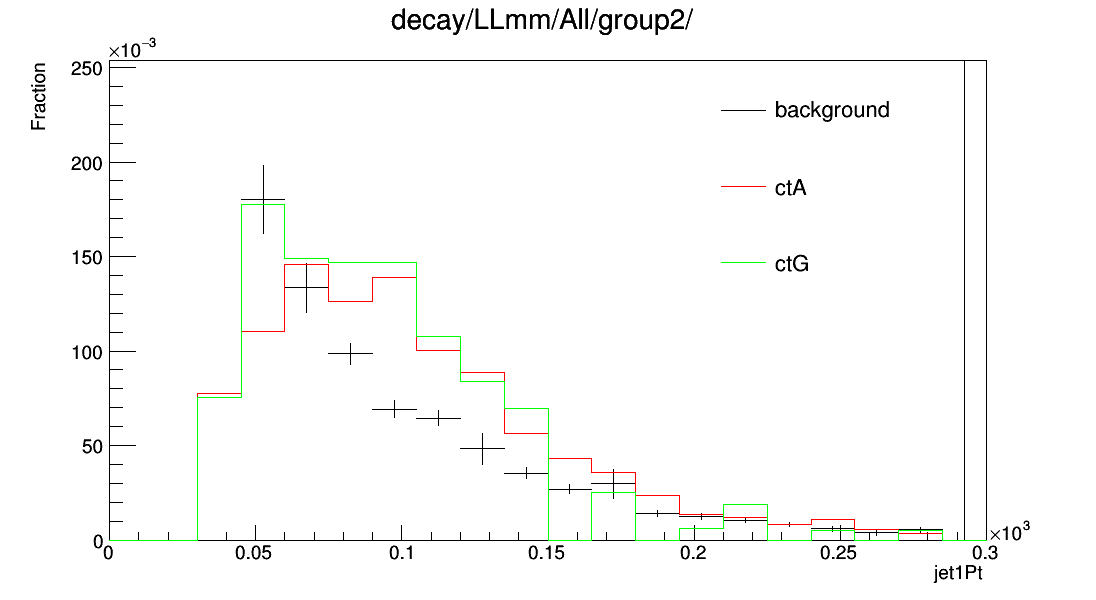 decay/LLmm/All/group2/
×10⁻³
Fraction
250
200
150
100
50
0
background
ctA
ctG
0 0.05 0.1 0.15 0.2 0.25 0.3
×10³
jet1Pt